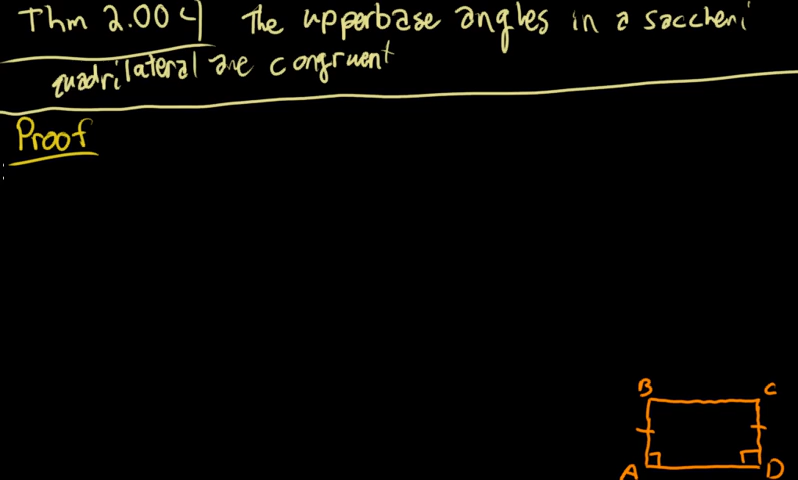 Thm 2.004 The upperbase angles in a saccheri
quadrilateral are congruent
Proof
B C
A D